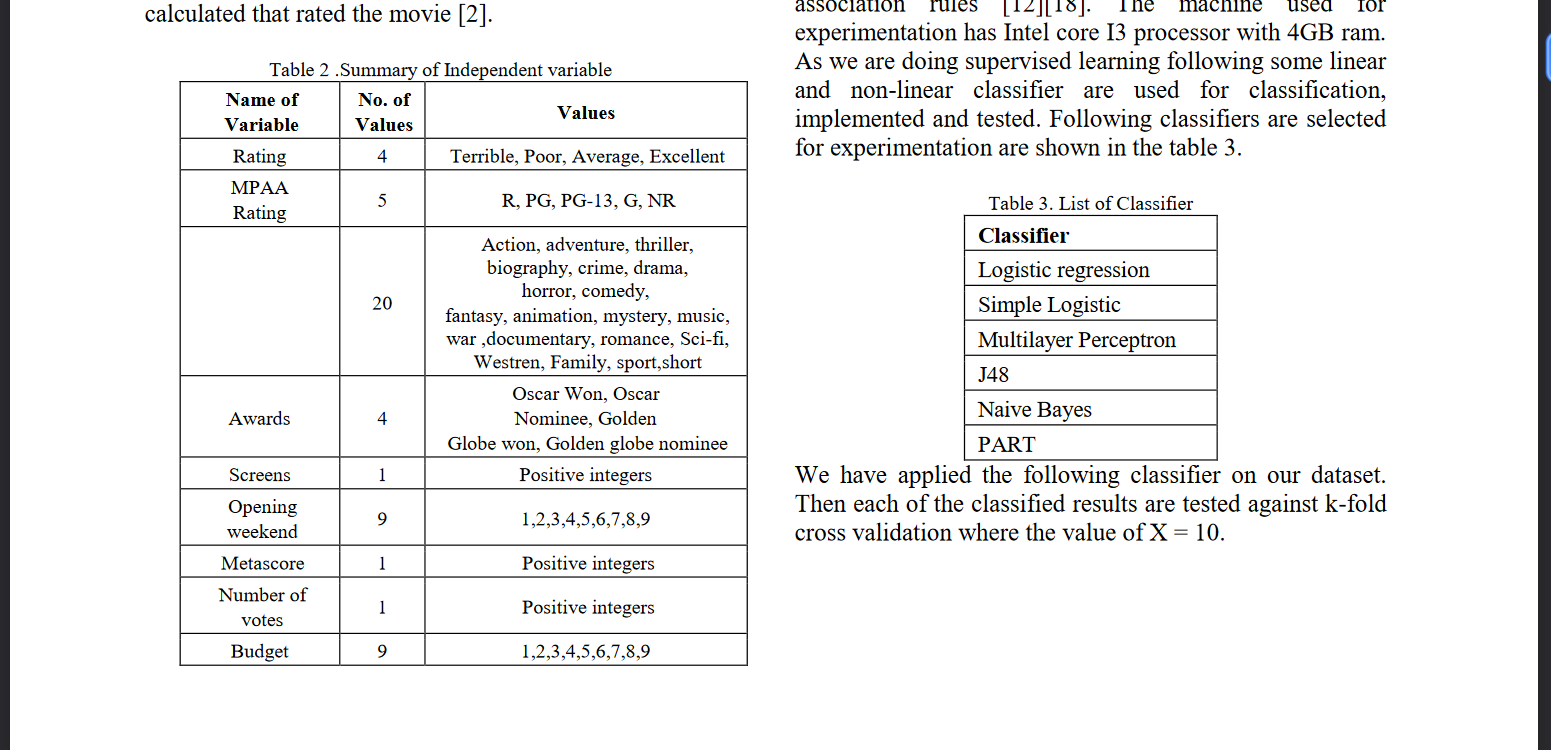 calculated that rated the movie [2].
Table 2 .Summary of Independent variable
Name of Variable No. of Values Values
Rating 4 Terrible, Poor, Average, Excellent
MPAA Rating 5 R, PG, PG-13, G, NR
20 Action, adventure, thriller,
biography, crime, drama,
horror, comedy,
fantasy, animation, mystery, music,
war ,documentary, romance, Sci-fi,
Westren, Family, sport,short
Awards 4 Oscar Won, Oscar
Nominee, Golden
Globe won, Golden globe nominee
Screens 1 Positive integers
Opening weekend 9 1,2,3,4,5,6,7,8,9
Metascore 1 Positive integers
Number of votes 1 Positive integers
Budget 9 1,2,3,4,5,6,7,8,9
association rules [12][18]. The machine used for
experimentation has Intel core I3 processor with 4GB ram.
As we are doing supervised learning following some linear
and non-linear classifier are used for classification,
implemented and tested. Following classifiers are selected
for experimentation are shown in the table 3.
Table 3. List of Classifier
Classifier
Logistic regression
Simple Logistic
Multilayer Perceptron
J48
Naive Bayes
PART
We have applied the following classifier on our dataset.
Then each of the classified results are tested against k-fold
cross validation where the value of X = 10.